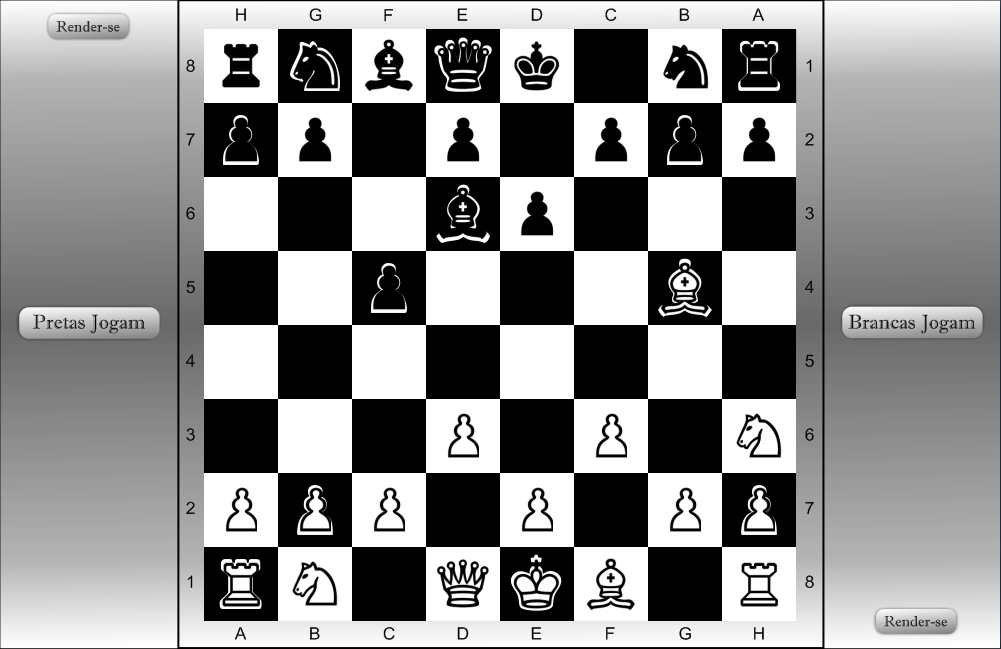 Render-se
H G F E D C B A
8 1
7 2
6 3
5 4
Pretas Jogam
Brancas Jogam
4 5
3 6
2 7
1 8
Render-se
A B C D E F G H